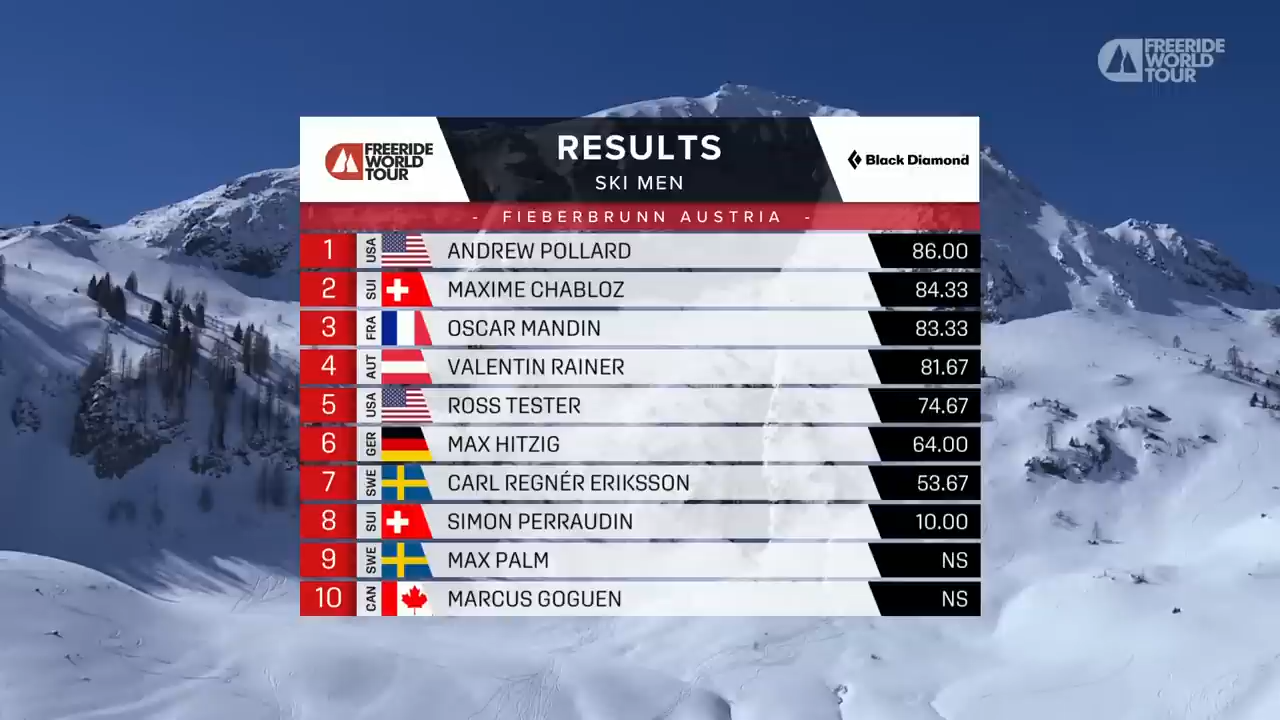 FREERIDE
WORLD
TOUR
FREERIDE
WORLD
TOUR
RESULTS
SKI MEN
Black Diamond
- FIEBERBRUNN AUSTRIA -
1 USA ANDREW POLLARD 86.00
2 SUI MAXIME CHABLOZ 84.33
3 FRA OSCAR MANDIN 83.33
4 AUT VALENTIN RAINER 81.67
5 USA ROSS TESTER 74.67
6 GER MAX HITZIG 64.00
7 SWE CARL REGNÉR ERIKSSON 53.67
8 SUI SIMON PERRAUDIN 10.00
9 SWE MAX PALM NS
10 CAN MARCUS GOGUEN NS